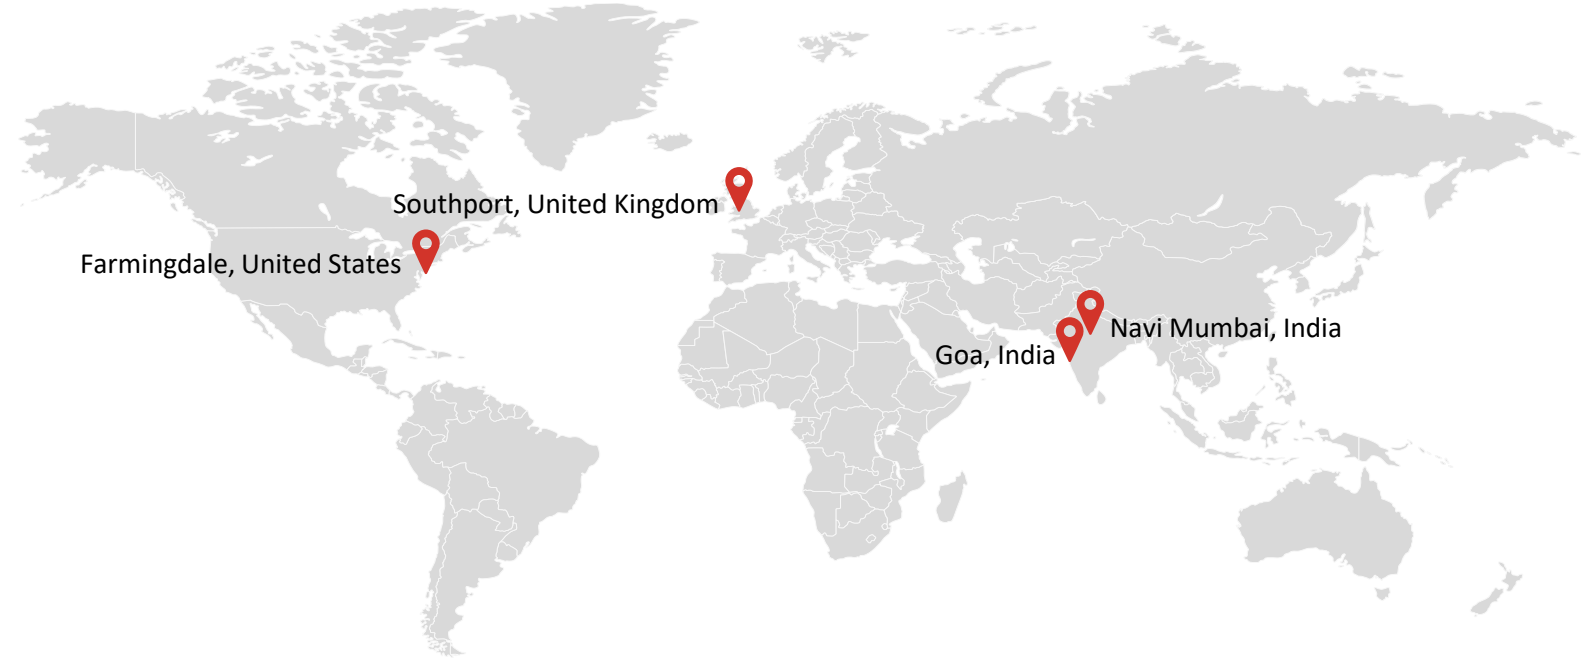 Southport, United Kingdom
Farmingdale, United States
Navi Mumbai, India
Goa, India